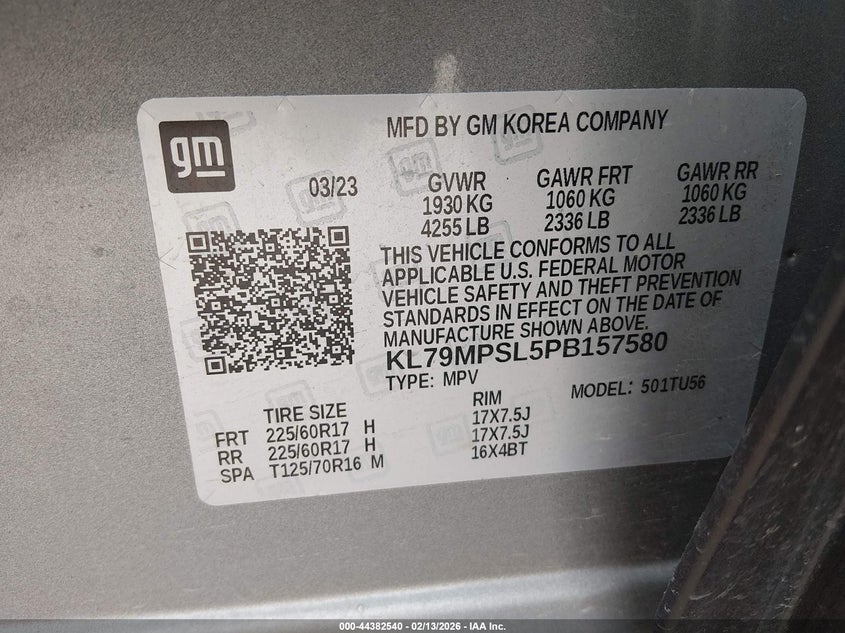 gm
MFD BY GM KOREA COMPANY
03/23
GVWR
1930 KG
4255 LB
GAWR FRT
1060 KG
2336 LB
GAWR RR
1060 KG
2336 LB
THIS VEHICLE CONFORMS TO ALL
APPLICABLE U.S. FEDERAL MOTOR
VEHICLE SAFETY AND THEFT PREVENTION
STANDARDS IN EFFECT ON THE DATE OF
MANUFACTURE SHOWN ABOVE.
KL79MPSL5PB157580
TYPE: MPV
MODEL: 501TU56
TIRE SIZE
RIM
FRT 225/60R17 H 17X7.5J
RR 225/60R17 H 17X7.5J
SPA T125/70R16 M 16X4BT
000-44382540 - 02/13/2026 - IAA Inc.